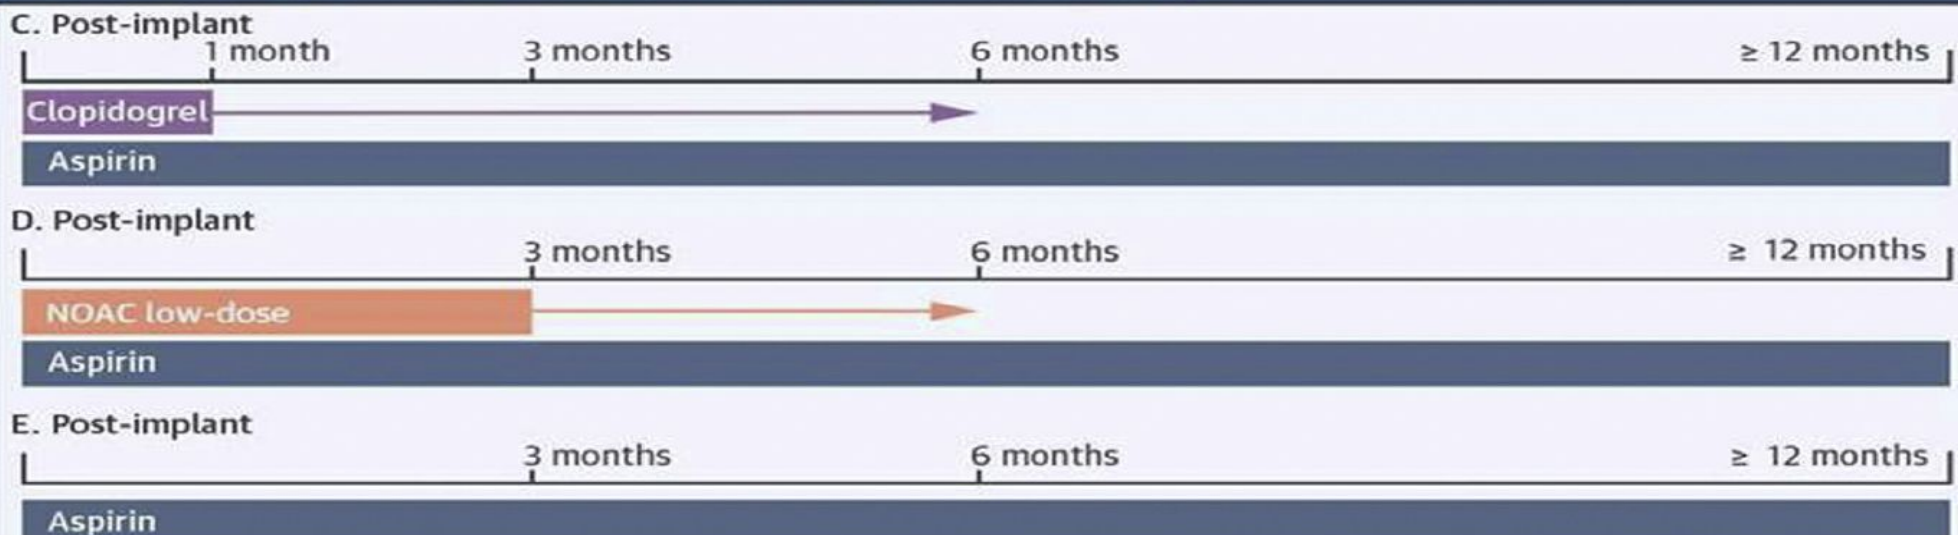 C. Post-implant
1 month 3 months 6 months ≥ 12 months
Clopidogrel
Aspirin
D. Post-implant
3 months 6 months ≥ 12 months
NOAC low-dose
Aspirin
E. Post-implant
3 months 6 months ≥ 12 months
Aspirin